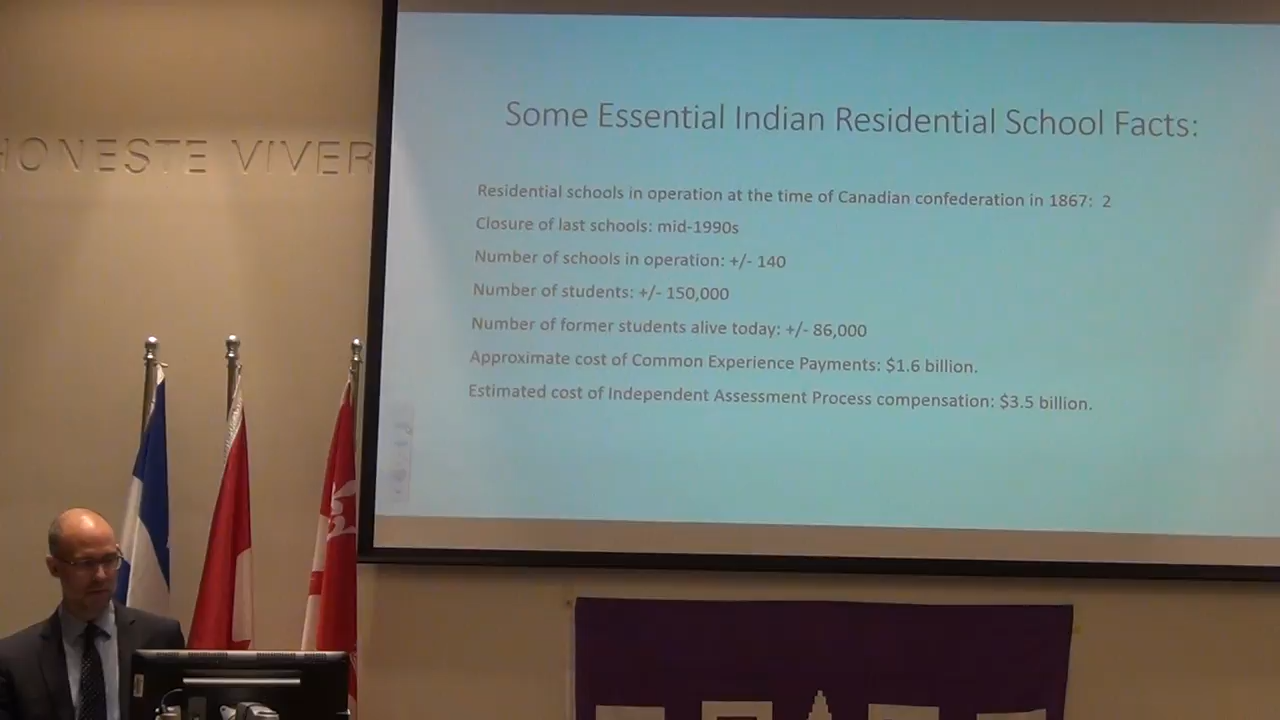 HONESTE VIVER
Some Essential Indian Residential School Facts:
Residential schools in operation at the time of Canadian confederation in 1867: 2
Closure of last schools: mid-1990s
Number of schools in operation: +/- 140
Number of students: +/- 150,000
Number of former students alive today: +/- 86,000
Approximate cost of Common Experience Payments: $1.6 billion.
Estimated cost of Independent Assessment Process compensation: $3.5 billion.